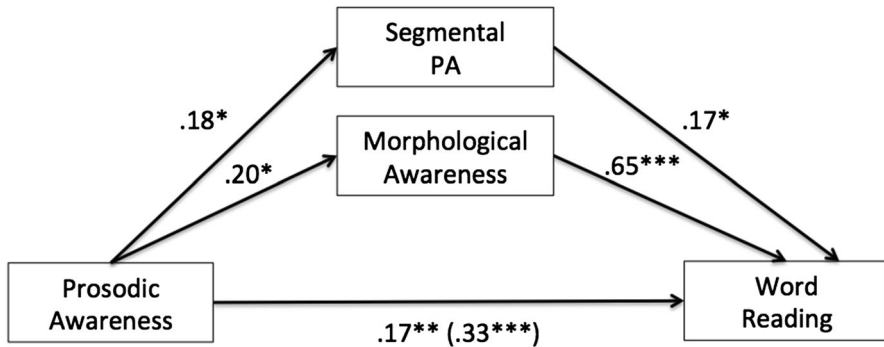 Segmental
PA
.18*
.17*
Morphological
Awareness
.20*
.65***
Prosodic
Awareness
Word
Reading
.17** (.33***)